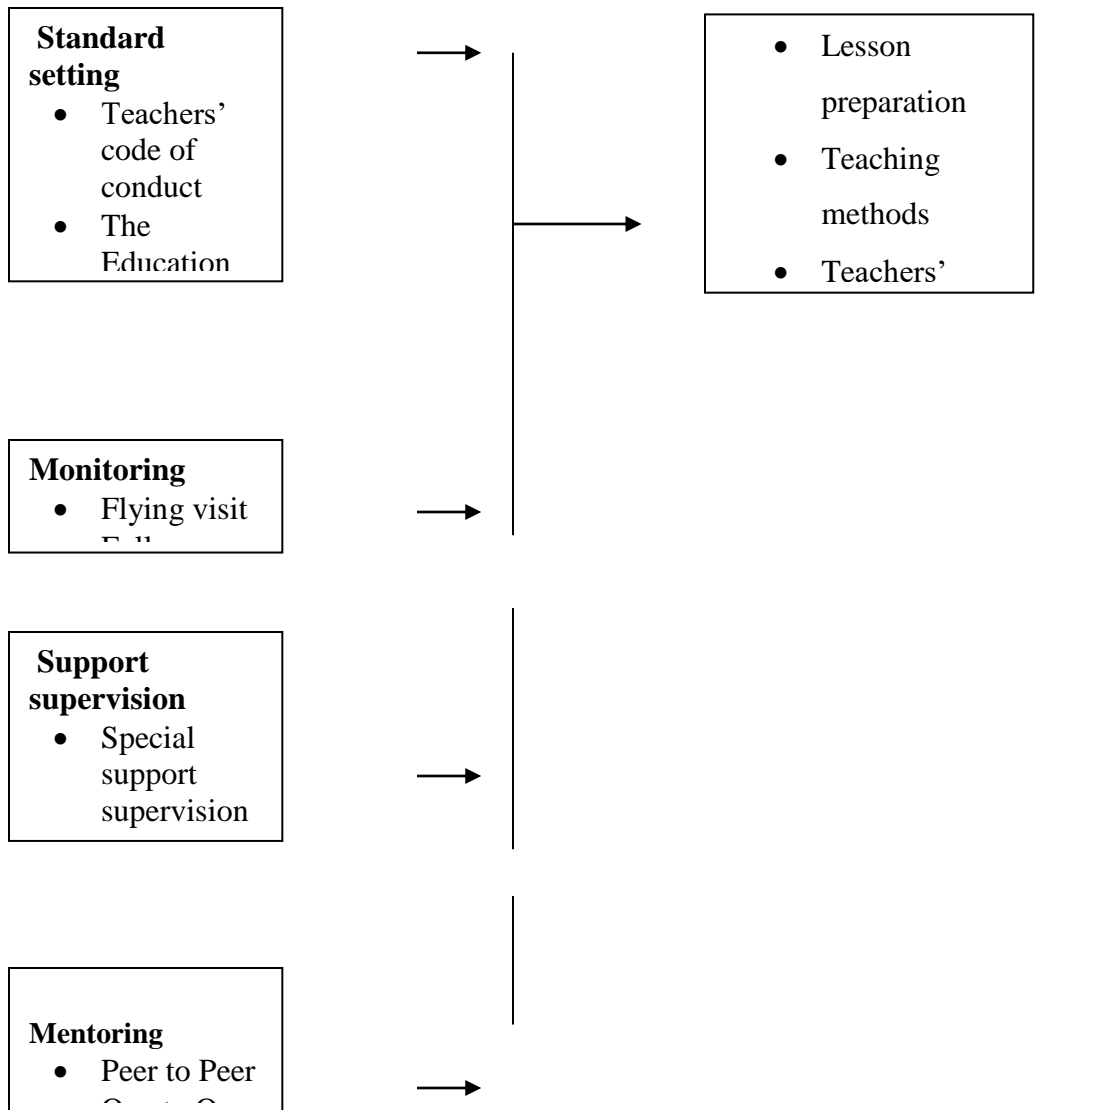 Standard
setting
• Teachers’
code of
conduct
• The
Education
• Lesson
preparation
• Teaching
methods
• Teachers’
Monitoring
• Flying visit
Support
supervision
• Special
support
supervision
Mentoring
• Peer to Peer